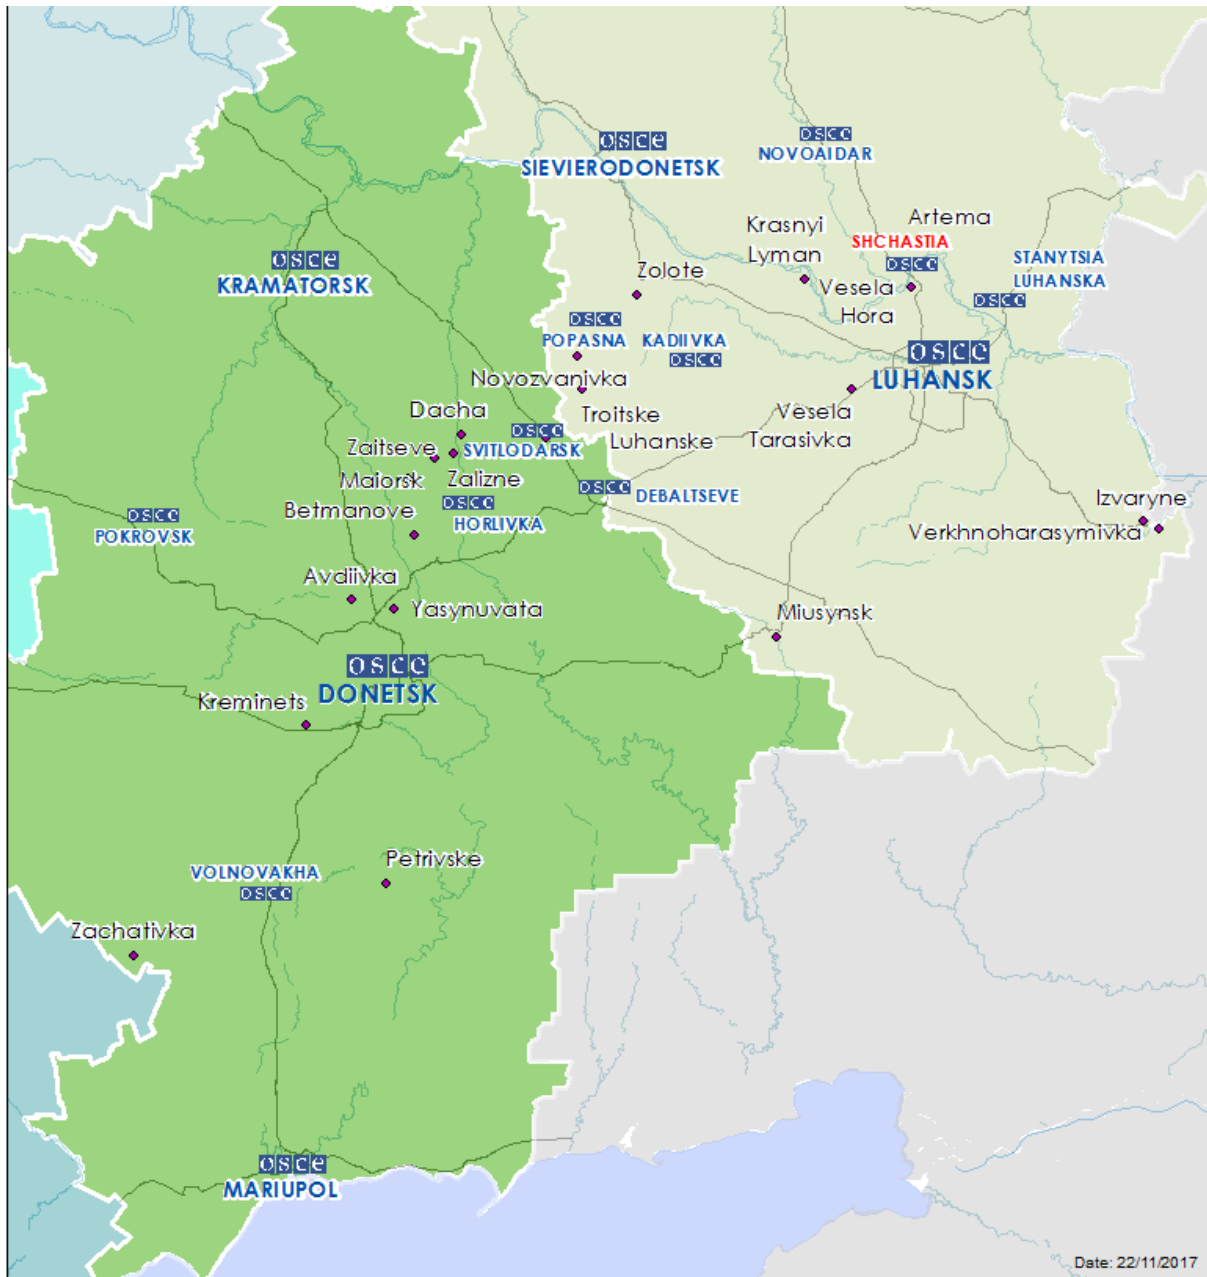 osce
SIEVIERODONETSK
osce
NOVOAIDAR
Krasnyi
Lyman
Artema
SHCHASTIA
osce
STANYTSIA
LUHANSKA
osce
osce
KRAMATORSK
Zolote
Vesela
Hora
osce
POPASNA
KADIIVKA
osce
osce
LUHANSK
Novozvanivka
Dacha
Troitske
Vesela
Tarasivka
Zaitseve
osce
SVITLODARSK
Luhanske
Maiorsk
Zalizne
osce
DEBALTSEVE
Betmanove
osce
HORLIVKA
osce
POKROVSK
Izvaryne
Verkhnoharasymivka
Avdiivka
Yasynuvata
Miusynsk
osce
DONETSK
Kreminets
Petrivske
VOLNOVAKHA
osce
Zachativka
osce
MARIUPOL
Date: 22/11/2017